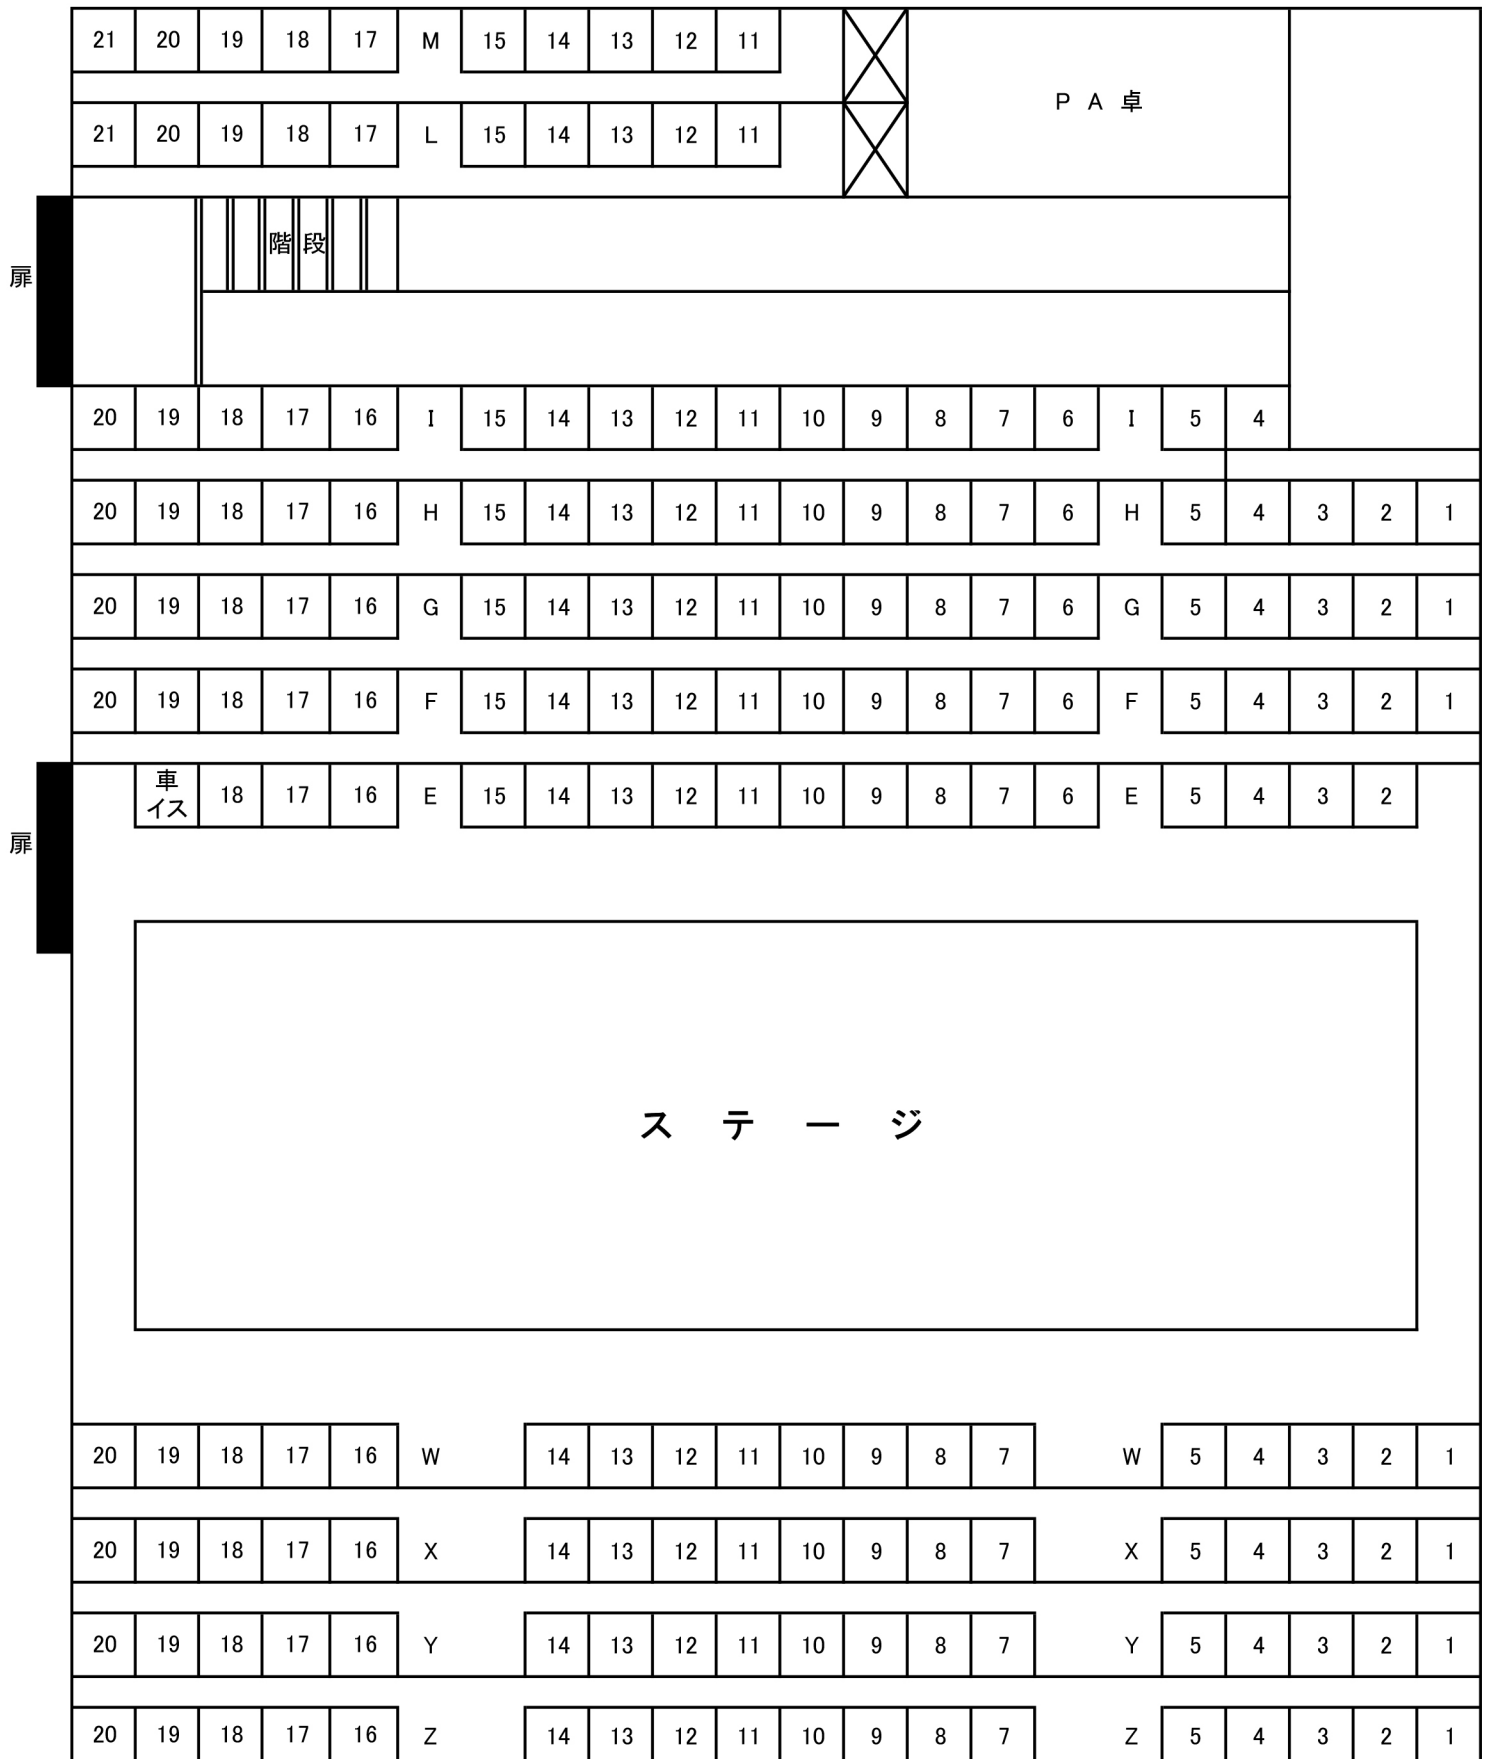 21 20 19 18 17 M 15 14 13 12 11
PA卓
21 20 19 18 17 L 15 14 13 12 11
階段
扉
20 19 18 17 16 I 15 14 13 12 11 10 9 8 7 6 I 5 4
20 19 18 17 16 H 15 14 13 12 11 10 9 8 7 6 H 5 4 3 2 1
20 19 18 17 16 G 15 14 13 12 11 10 9 8 7 6 G 5 4 3 2 1
20 19 18 17 16 F 15 14 13 12 11 10 9 8 7 6 F 5 4 3 2 1
車イス 18 17 16 E 15 14 13 12 11 10 9 8 7 6 E 5 4 3 2
扉
ステージ
20 19 18 17 16 W 14 13 12 11 10 9 8 7 W 5 4 3 2 1
20 19 18 17 16 X 14 13 12 11 10 9 8 7 X 5 4 3 2 1
20 19 18 17 16 Y 14 13 12 11 10 9 8 7 Y 5 4 3 2 1
20 19 18 17 16 Z 14 13 12 11 10 9 8 7 Z 5 4 3 2 1